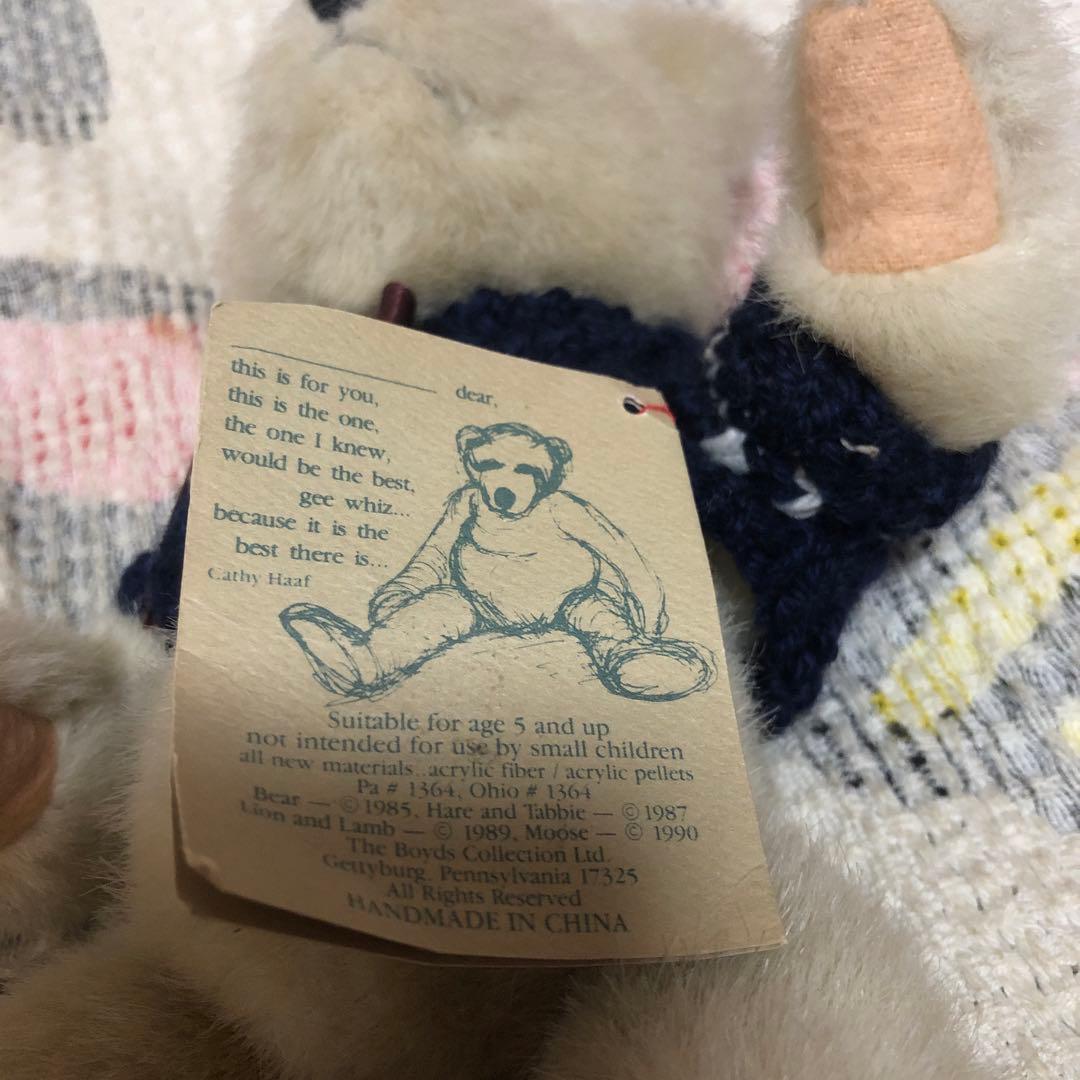 dear,
this is for you,
this is the one,
the one I knew,
would be the best,
gee whiz...
because it is the
best there is...
Cathy Haaf
Suitable for age 5 and up
not intended for use by small children
all new materials..acrylic fiber / acrylic pellets
Pa # 1364, Ohio # 1364
Bear — © 1985, Hare and Tabbie — © 1987
Lion and Lamb — © 1989, Moose — © 1990
The Boyds Collection Ltd.
Gettyburg, Pennsylvania 17325
All Rights Reserved
HANDMADE IN CHINA